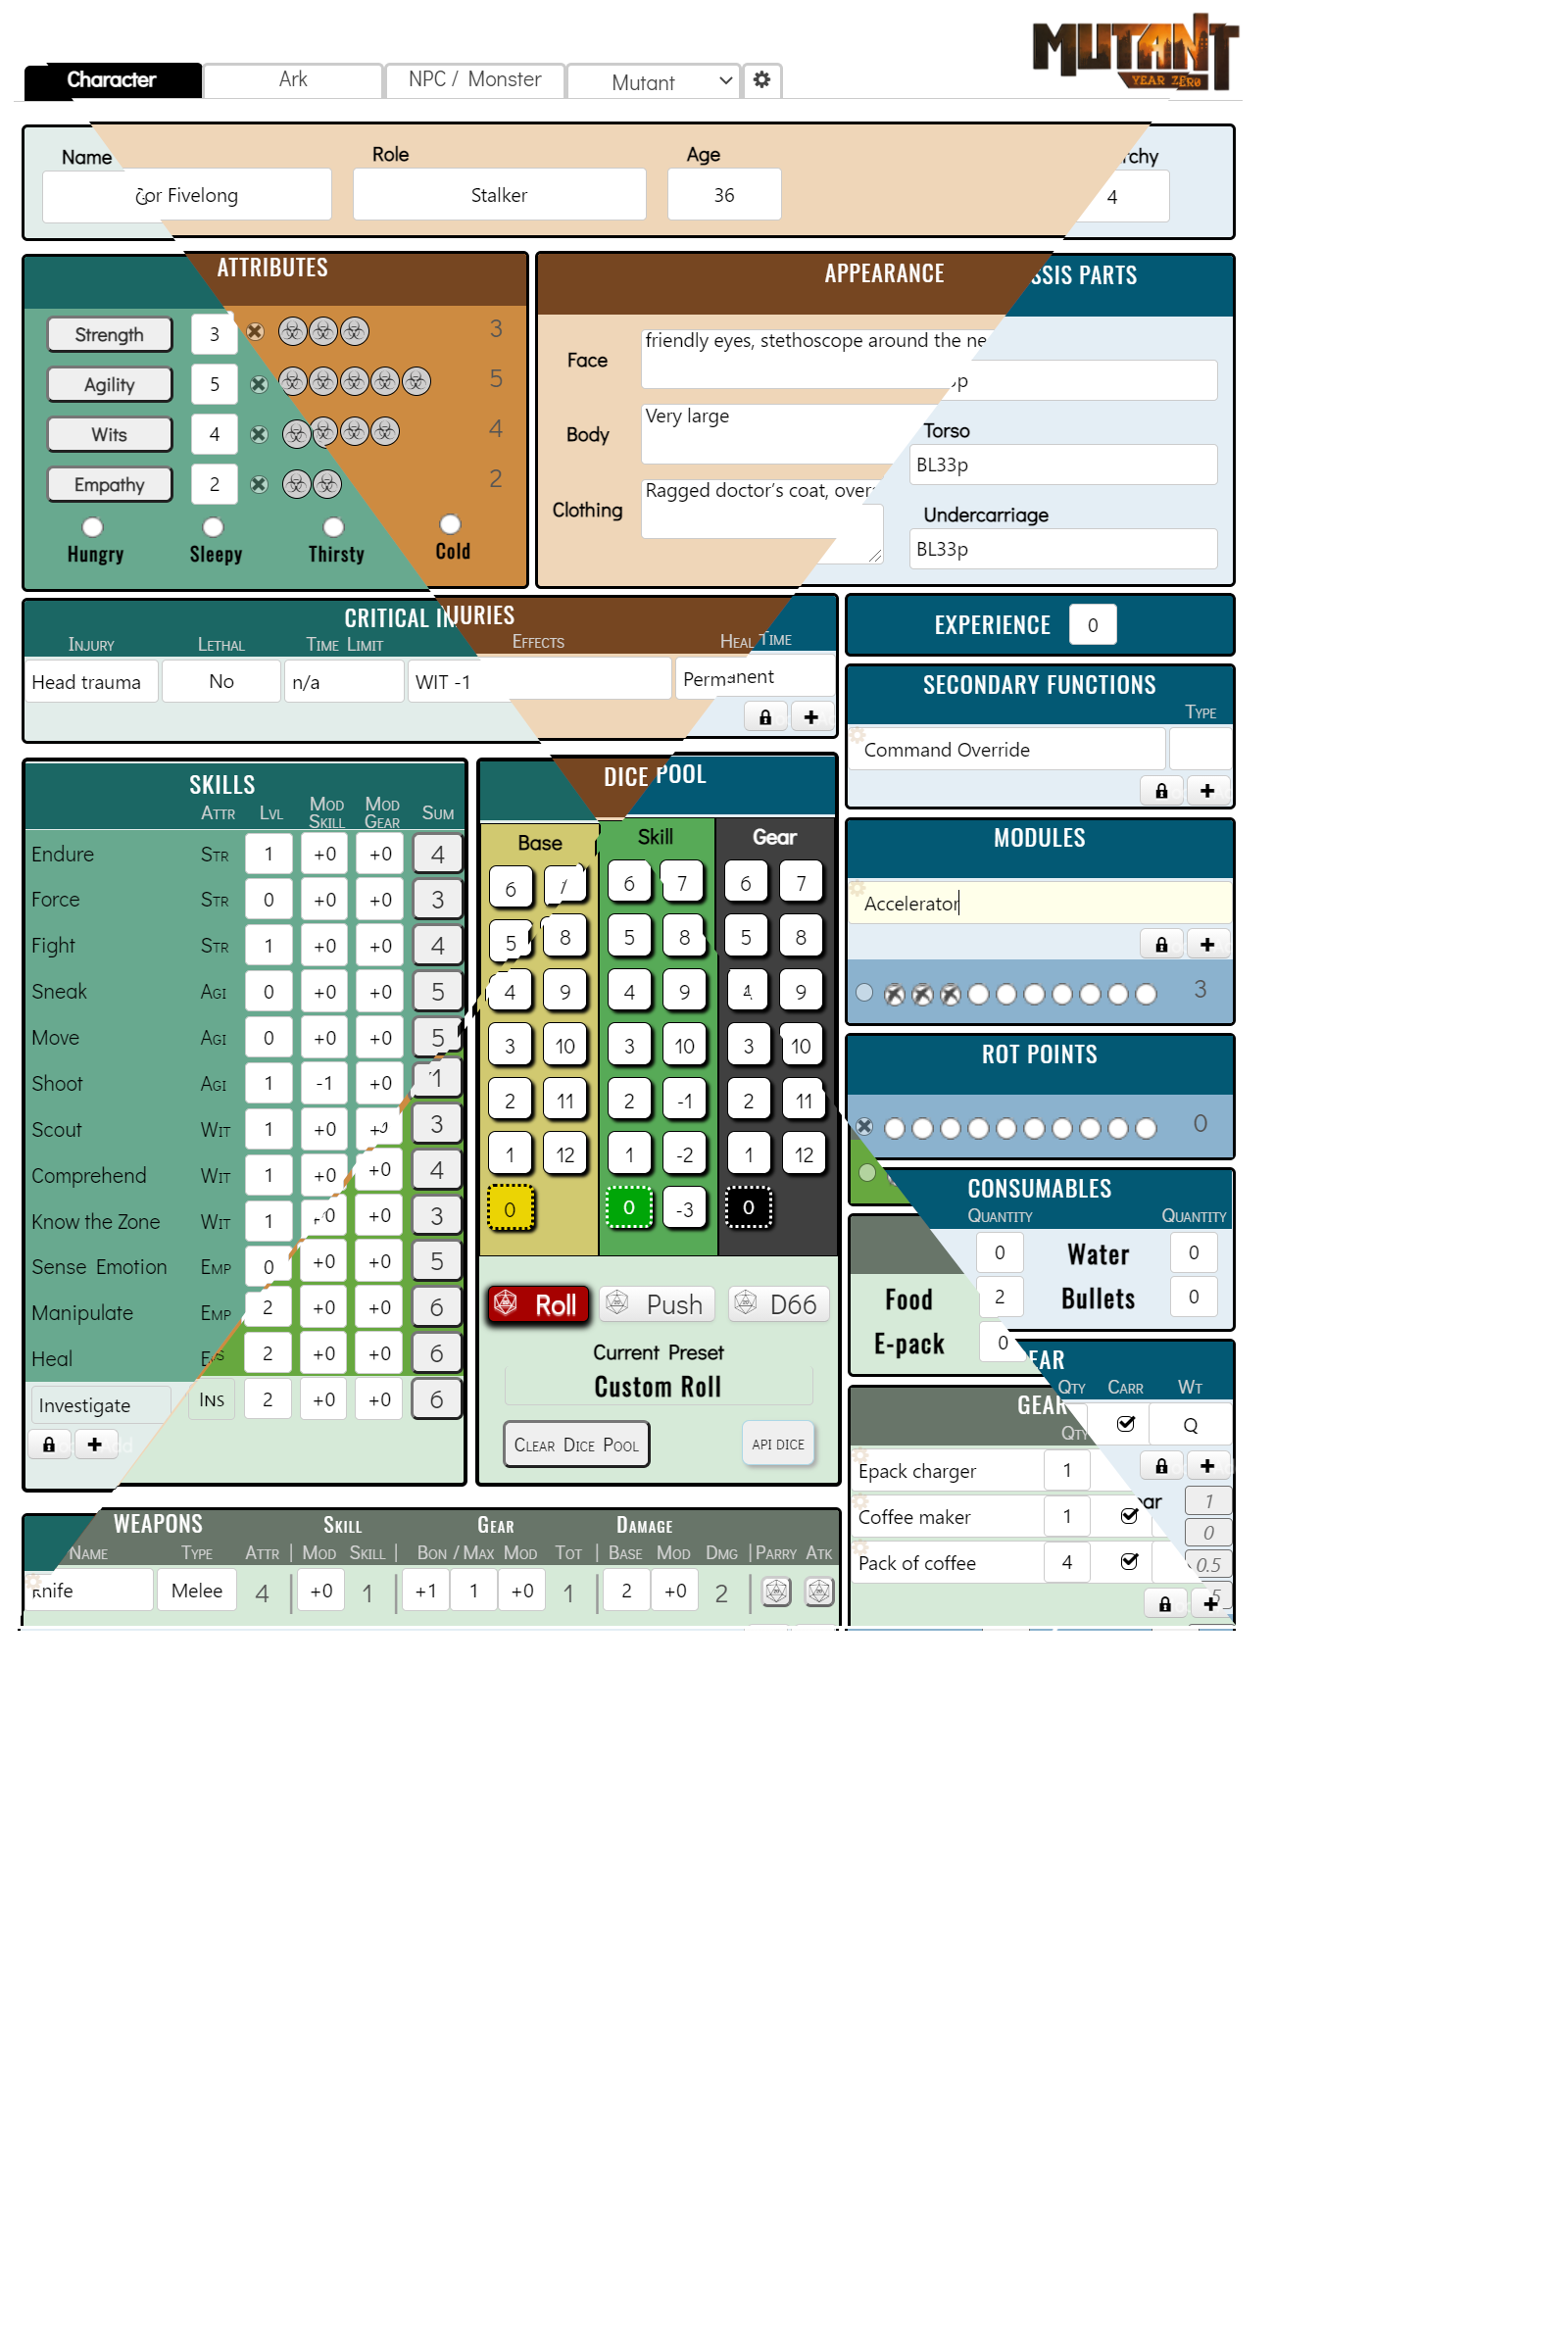 MUTANT
YEAR ZERO
Character Ark NPC / Monster Mutant
Name Role Age
or Fivelong Stalker 36 4
ATTRIBUTES
Strength 3 3
Agility 5 5
Wits 4 4
Empathy 2 2
Hungry Sleepy Thirsty Cold
APPEARANCE
Face friendly eyes, stethoscope around the ne
Body Very large
Clothing Ragged doctor's coat, over
SSIS PARTS
Torso
BL33p
Undercarriage
BL33p
CRITICAL INJURIES
Injury Lethal Time Limit Effects Heal Time
Head trauma No n/a WIT -1 Permanent
EXPERIENCE 0
SECONDARY FUNCTIONS
Type
Command Override
MODULES
Accelerator
3
ROT POINTS
0
SKILLS
Attr Lvl Mod Skill Mod Gear Sum
Endure Str 1 +0 +0 4
Force Str 0 +0 +0 3
Fight Str 1 +0 +0 4
Sneak Agi 0 +0 +0 5
Move Agi 0 +0 +0 5
Shoot Agi 1 -1 +0 1
Scout Wit 1 +0 3
Comprehend Wit 1 +0 +0 4
Know the Zone Wit 1 +0 3
Sense Emotion Emp 0 +0 +0 5
Manipulate Emp 2 +0 +0 6
Heal 2 +0 +0 6
Investigate Ins 2 +0 +0 6
DICE POOL
Base Skill Gear
6 6 7 6 7
5 8 5 8 5 8
4 9 4 9 4 9
3 10 3 10 3 10
2 11 2 -1 2 11
1 12 1 -2 1 12
0 0 -3 0
Roll Push D66
Current Preset
Custom Roll
Clear Dice Pool API DICE
CONSUMABLES
Quantity Quantity
0 Water 0
Food 2 Bullets 0
E-pack 0
EAR
Qty Carr Wt
Q
GEAR
Epack charger 1
Coffee maker 1
Pack of coffee 4
1
0
0.5
5
WEAPONS Skill Gear Damage
Name Type Attr | Mod Skill | Bon / Max Mod Tot | Base Mod Dmg | Parry Atk
Knife Melee 4 +0 1 +1 1 +0 1 2 +0 2